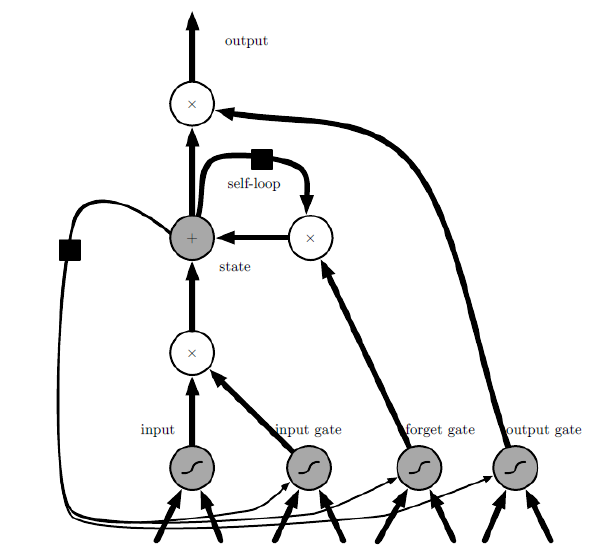 output
×
self-loop
+
×
state
×
input
input gate
forget gate
output gate